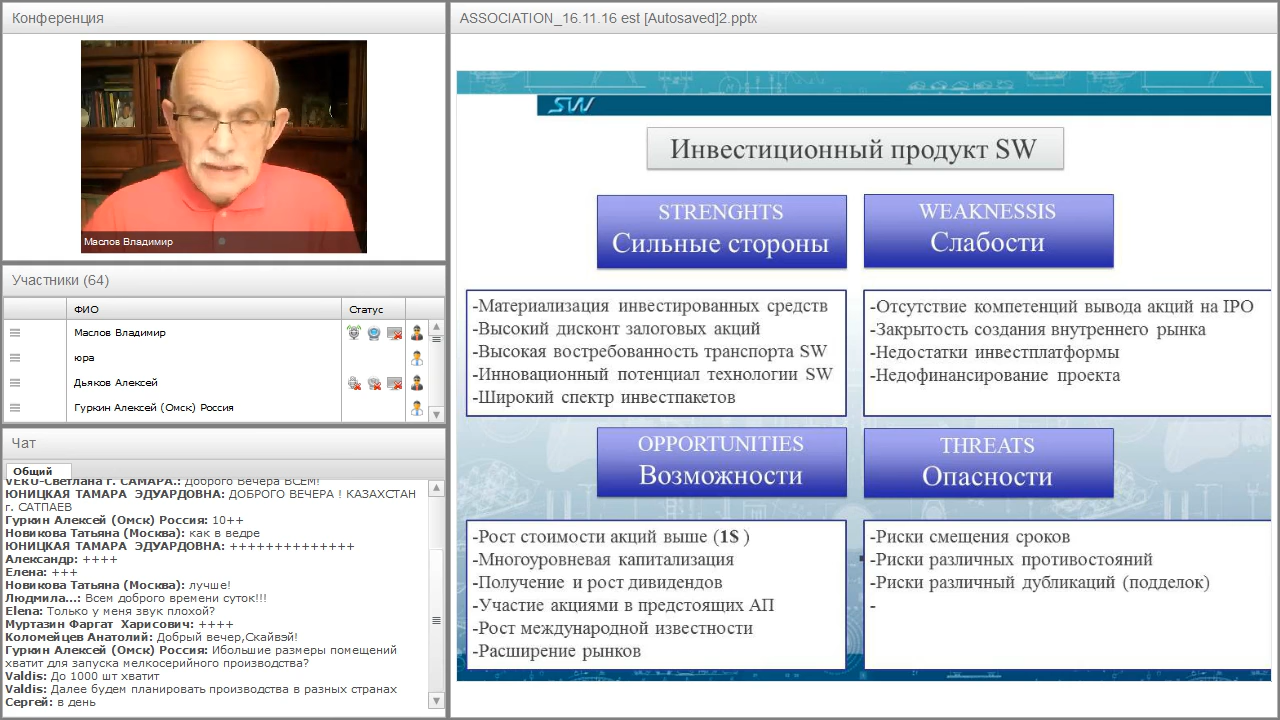 Конференция
Маслов Владимир
Участники (64)
ФИО Статус
Маслов Владимир
юра
Дьяков Алексей
Гуркин Алексей (Омск) Россия
Чат
Общий
VERU-Светлана г. САМАРА.: Доброго Вечера ВСЕМ!
ЮНИЦКАЯ ТАМАРА ЭДУАРДОВНА: ДОБРОГО ВЕЧЕРА ! КАЗАХСТАН
г. САТПАЕВ
Гуркин Алексей (Омск) Россия: 10++
Новикова Татьяна (Москва): как в ведре
ЮНИЦКАЯ ТАМАРА ЭДУАРДОВНА: ++++++++++++++
Александр: ++++
Елена: +++
Новикова Татьяна (Москва): лучше!
Людмила...: Всем доброго времени суток!!!
Elena: Только у меня звук плохой?
Муртазин Фаргат Харисович: ++++
Коломейцев Анатолий: Добрый вечер,Скайвэй!
Гуркин Алексей (Омск) Россия: Ибольшие размеры помещений
хватит для запуска мелкосерийного производства?
Valdis: До 1000 шт хватит
Valdis: Далее будем планировать производства в разных странах
Сергей: в день
ASSOCIATION_16.11.16 est [Autosaved]2.pptx
SW
Инвестиционный продукт SW
STRENGHTS
Сильные стороны
-Материализация инвестированных средств
-Высокий дисконт залоговых акций
-Высокая востребованность транспорта SW
-Инновационный потенциал технологии SW
-Широкий спектр инвестпакетов
WEAKNESSIS
Слабости
-Отсутствие компетенций вывода акций на IPO
-Закрытость создания внутреннего рынка
-Недостатки инвестплатформы
-Недофинансирование проекта
OPPORTUNITIES
Возможности
-Рост стоимости акций выше (1$ )
-Многоуровневая капитализация
-Получение и рост дивидендов
-Участие акциями в предстоящих АП
-Рост международной известности
-Расширение рынков
THREATS
Опасности
-Риски смещения сроков
-Риски различных противостояний
-Риски различный дубликаций (подделок)
-